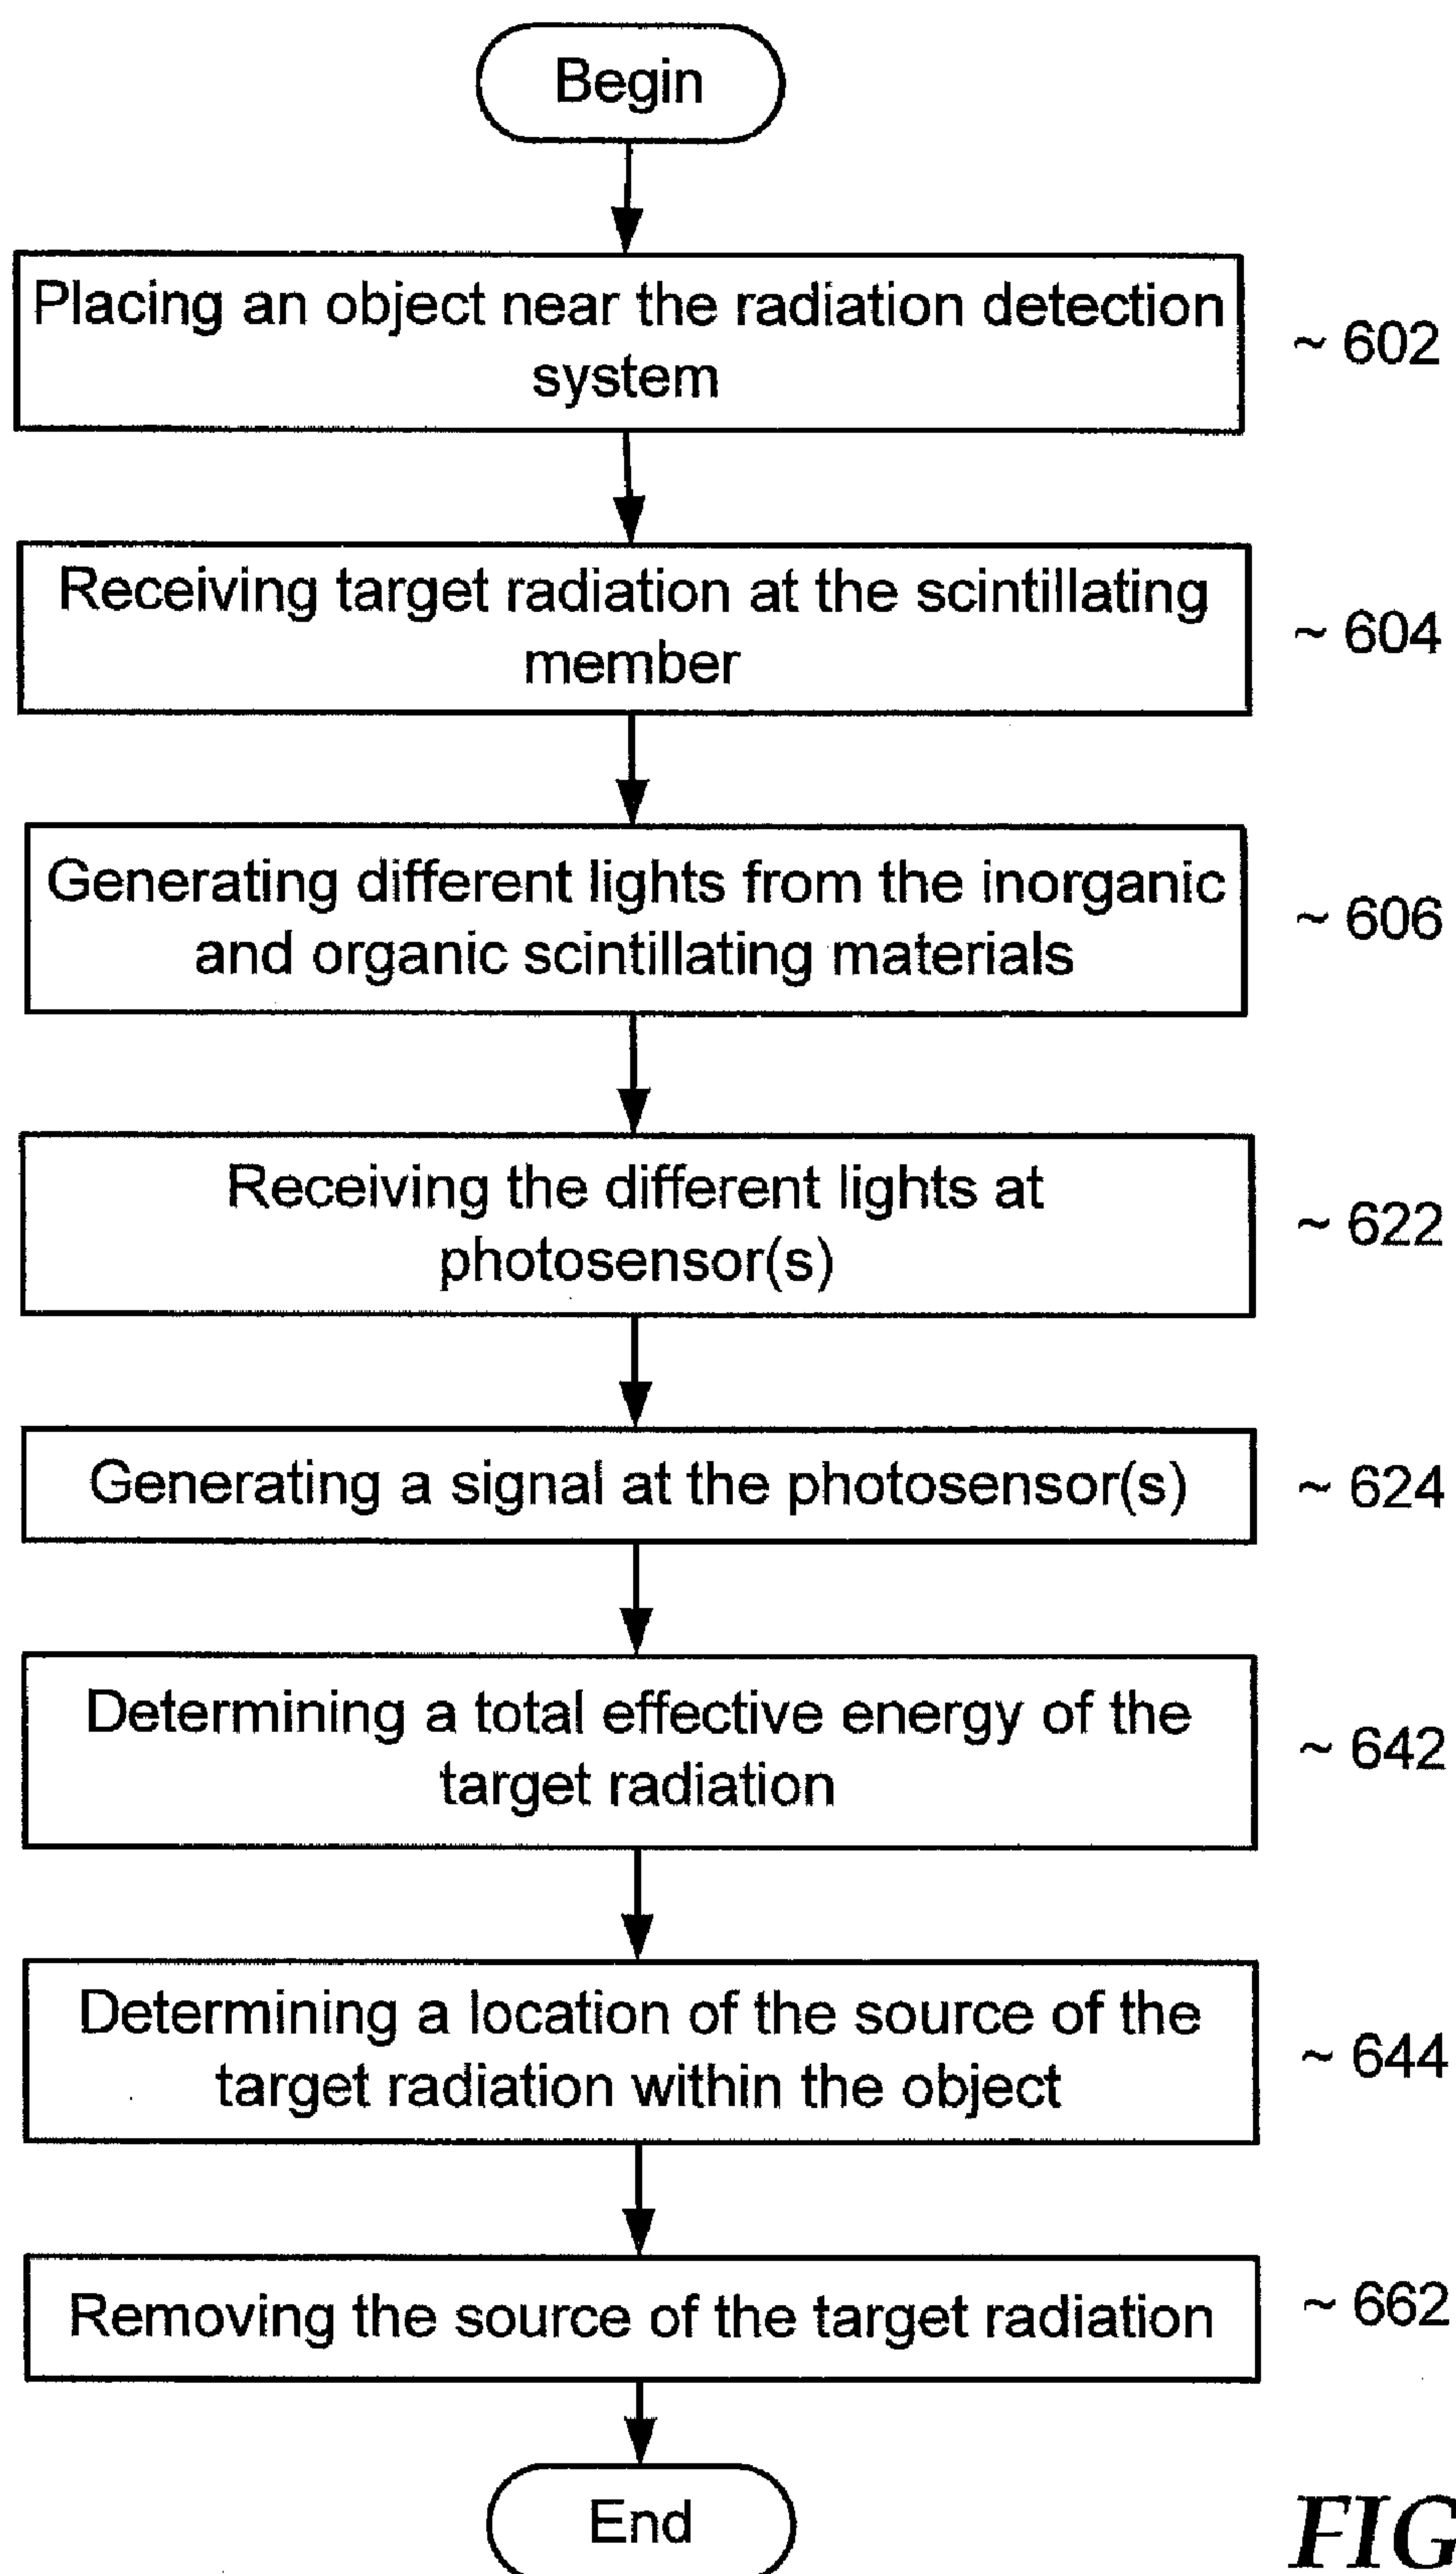 Begin
Placing an object near the radiation detection
system
~ 602
Receiving target radiation at the scintillating
member
~ 604
Generating different lights from the inorganic
and organic scintillating materials
~ 606
Receiving the different lights at
photosensor(s)
~ 622
Generating a signal at the photosensor(s)
~ 624
Determining a total effective energy of the
target radiation
~ 642
Determining a location of the source of the
target radiation within the object
~ 644
Removing the source of the target radiation
~ 662
End
FIG